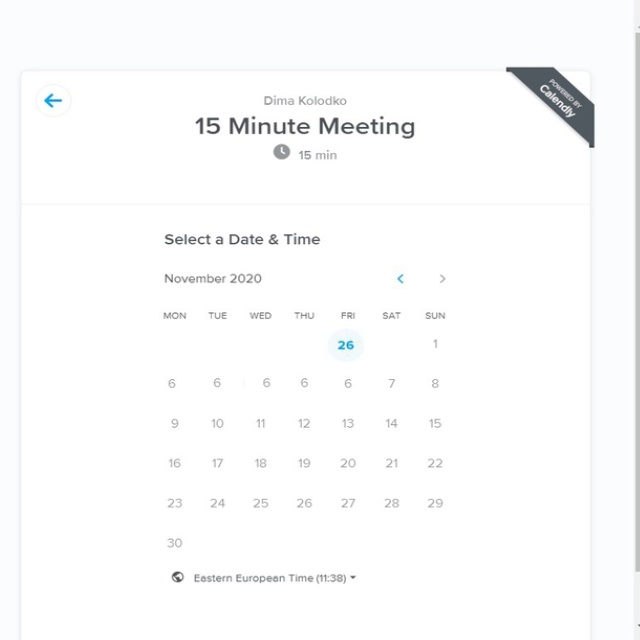 POWERED BY
Calendly
Dima Kolodko
15 Minute Meeting
15 min
Select a Date & Time
November 2020
MON TUE WED THU FRI SAT SUN
26 1
6 6 6 6 6 7 8
9 10 11 12 13 14 15
16 17 18 19 20 21 22
23 24 25 26 27 28 29
30
Eastern European Time (11:38)